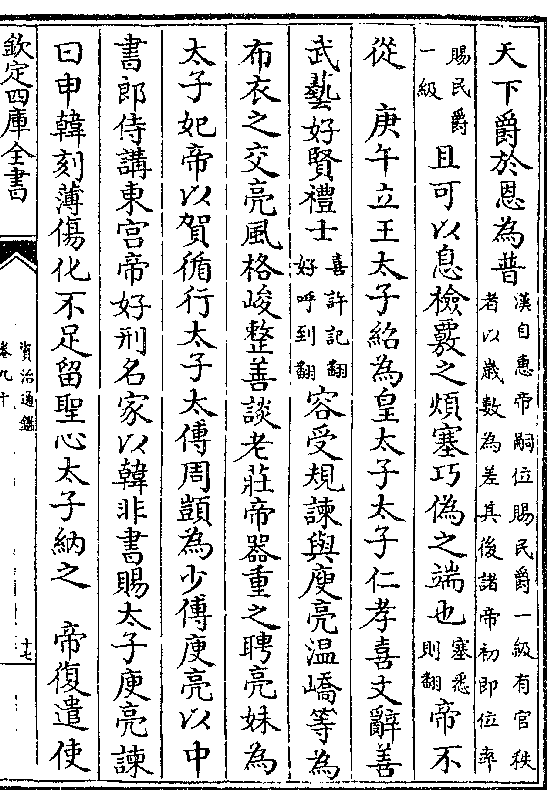 天下爵於恩為普漢自惠帝嗣位賜民爵一級有官秩者以歳數為差其後諸帝初即位率
賜民爵一級且可以息檢覈之煩塞巧偽之端也塞悉則翻帝不
從　庚午立王太子紹為皇太子太子仁孝喜文辭善
武藝好賢禮士喜許記翻好呼到翻容受規諫與庾亮温嶠等為
布衣之交亮風格峻整善談老莊帝器重之聘亮妹為
太子妃帝以賀循行太子太傅周顗為少傅庾亮以中
書郎侍講東宫帝好刑名家以韓非書賜太子庾亮諫
曰申韓刻薄傷化不足留聖心太子納之　帝復遣使
欽定四庫全書
資治通鑑
卷九十
十七